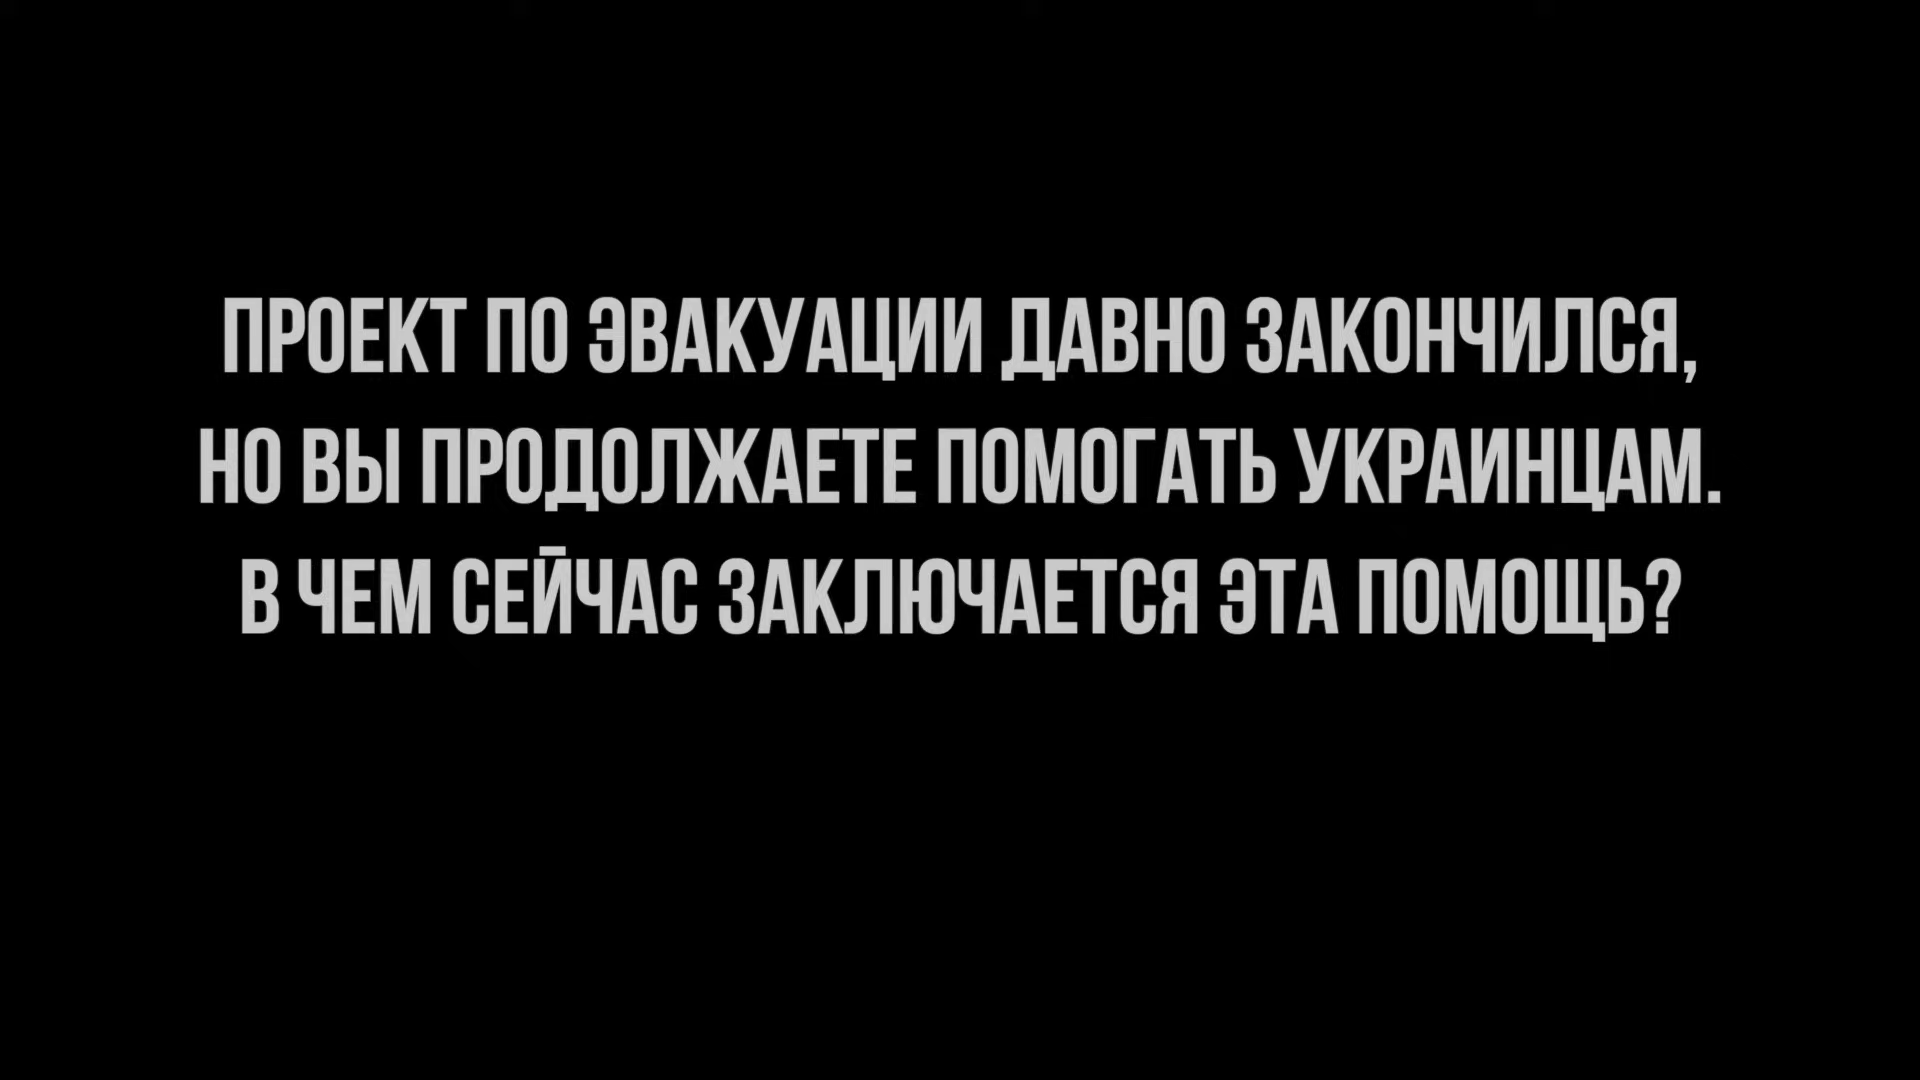 ПРОЕКТ ПО ЭВАКУАЦИИ ДАВНО ЗАКОНЧИЛСЯ,
НО ВЫ ПРОДОЛЖАЕТЕ ПОМОГАТЬ УКРАИНЦАМ.
В ЧЕМ СЕЙЧАС ЗАКЛЮЧАЕТСЯ ЭТА ПОМОЩЬ?